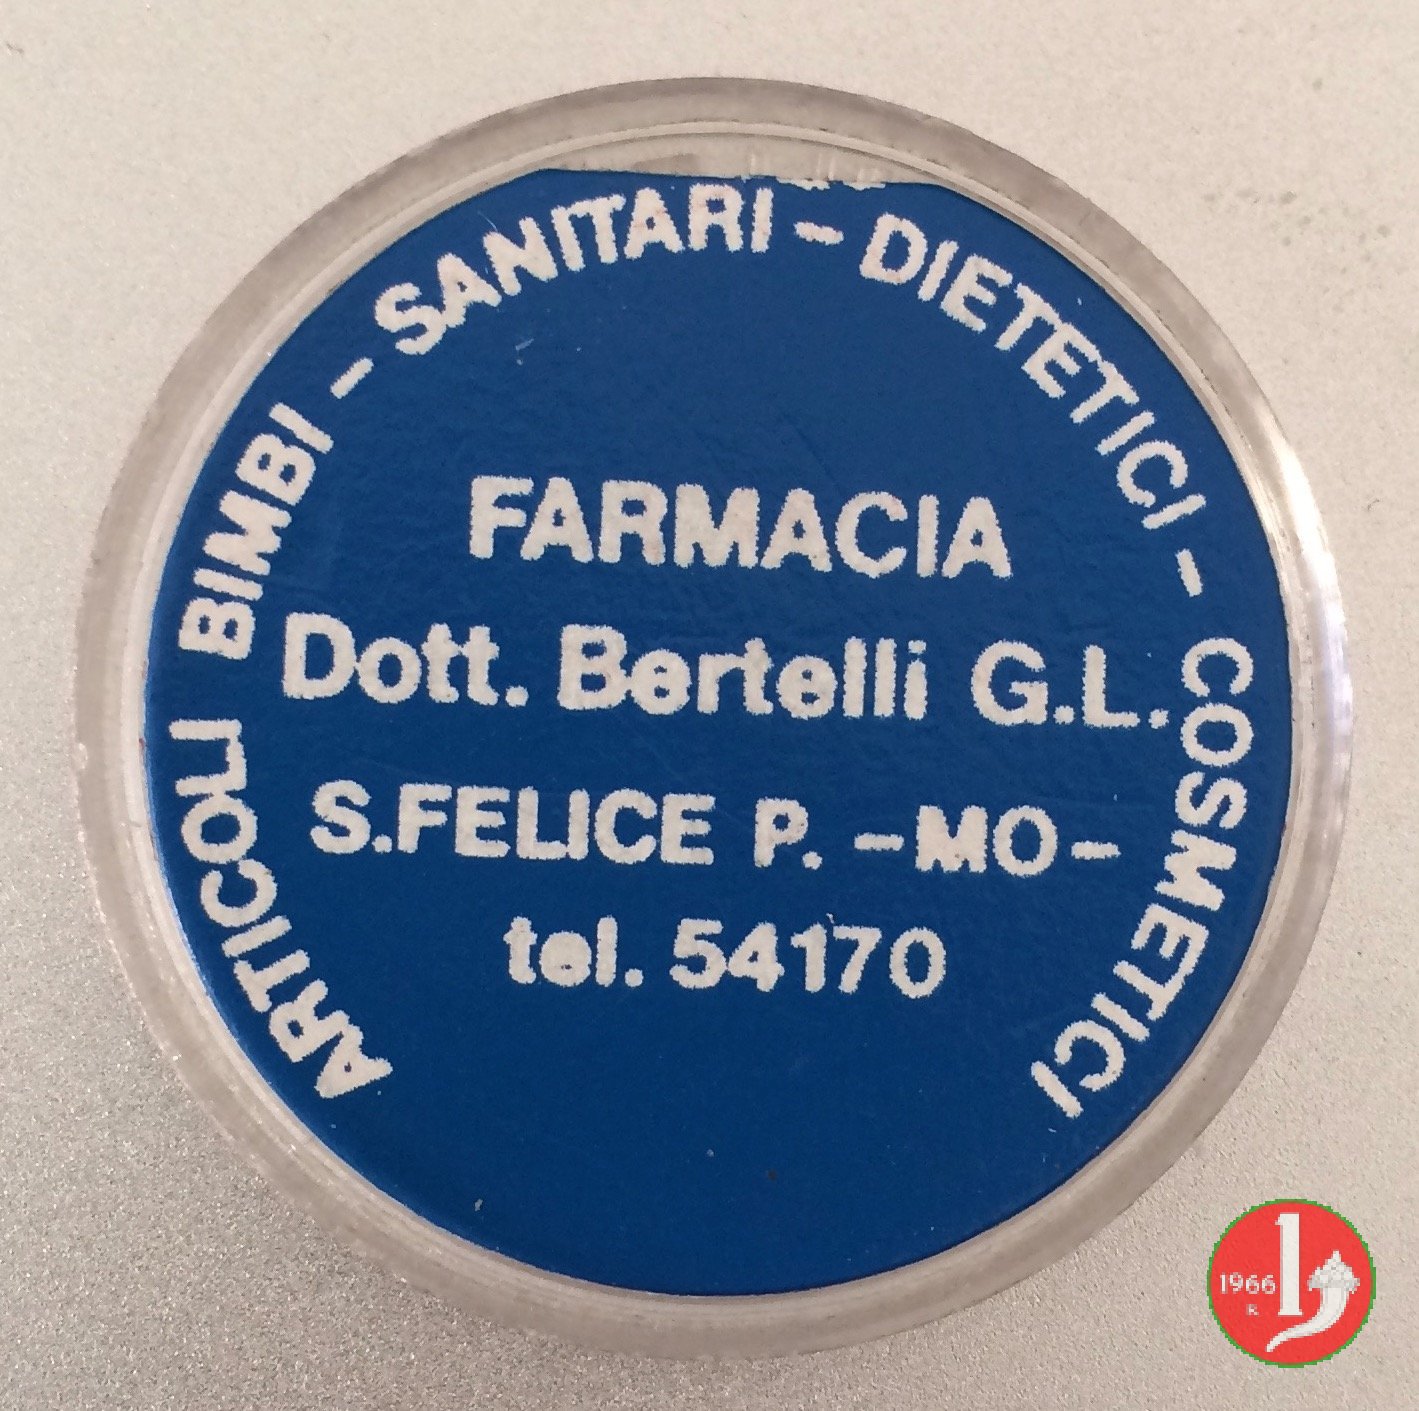 ARTICOLI BIMBI - SANITARI - DIETETICI - COSMETICI
FARMACIA
Dott. Bertelli G.L.
S.FELICE P. -MO-
tel. 54170
1966
R